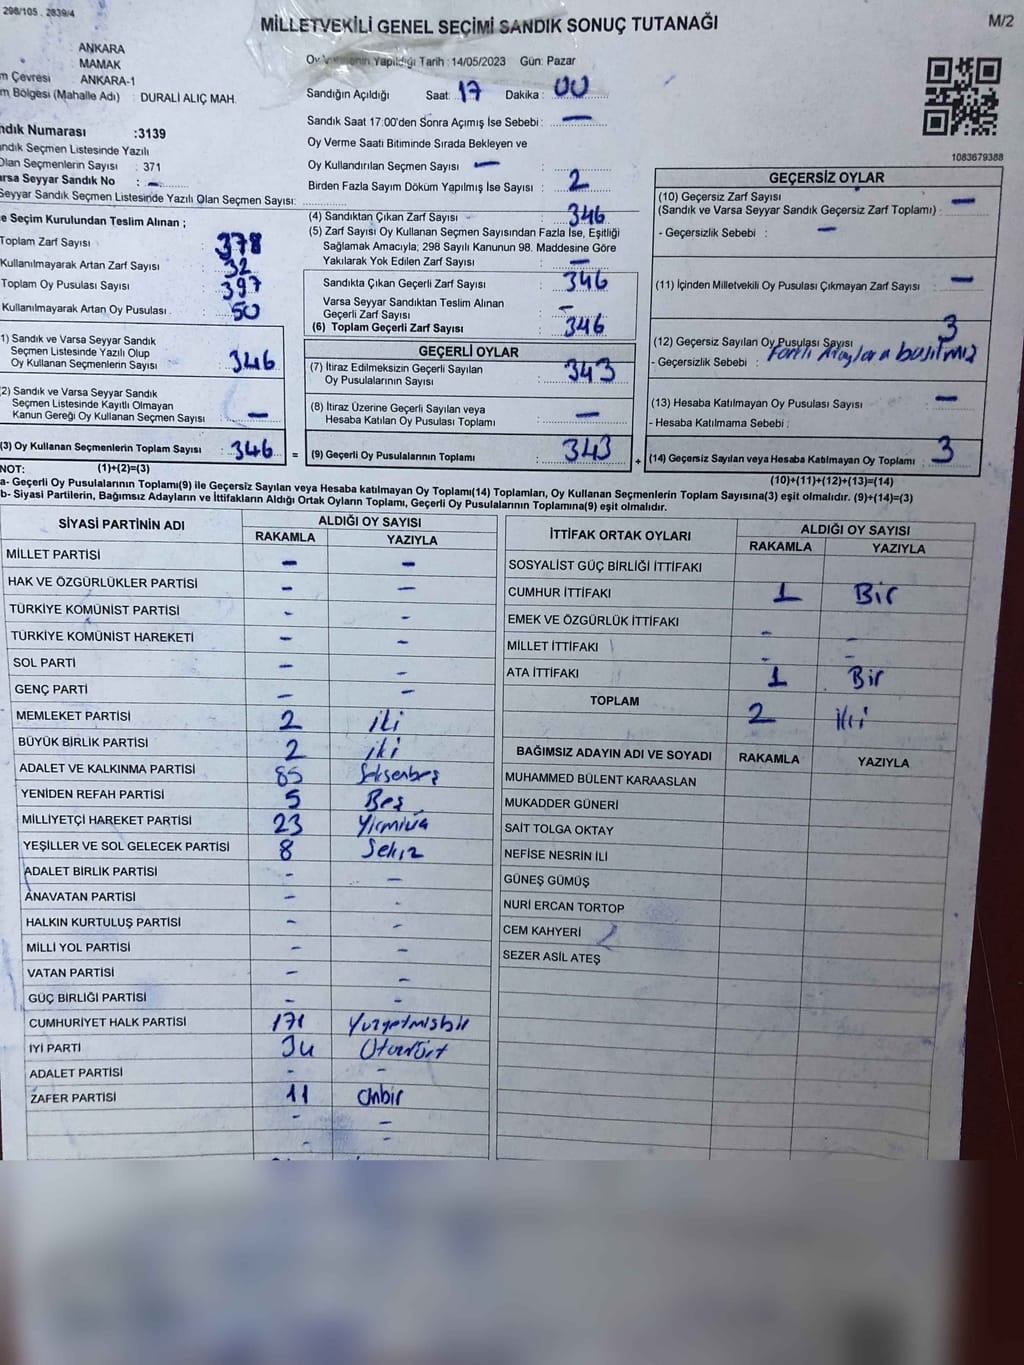 298/105 . 2839/4
MİLLETVEKİLİ GENEL SEÇİMİ SANDIK SONUÇ TUTANAĞI
M/2
ANKARA
MAMAK
m Çevresi ANKARA-1
m Bölgesi (Mahalle Adı) : DURALİ ALIÇ MAH.
ndık Numarası :3139
ndık Seçmen Listesinde Yazılı
Olan Seçmenlerin Sayısı : 371
arsa Seyyar Sandık No : –
Seyyar Sandık Seçmen Listesinde Yazılı Olan Seçmen Sayısı:
Yapıldığı Tarih :14/05/2023 Gün: Pazar
Sandığın Açıldığı Saat: 17 Dakika : 00
Sandık Saat 17:00'den Sonra Açımış İse Sebebi : –
Oy Verme Saati Bitiminde Sırada Bekleyen ve
Oy Kullandırılan Seçmen Sayısı – :
Birden Fazla Sayım Döküm Yapılmış İse Sayısı : 2
1083679388
e Seçim Kurulundan Teslim Alınan ;
Toplam Zarf Sayısı : 378
Kullanılmayarak Artan Zarf Sayısı : 32
Toplam Oy Pusulası Sayısı : 397
Kullanılmayarak Artan Oy Pusulası : 50
1) Sandık ve Varsa Seyyar Sandık
Seçmen Listesinde Yazılı Olup
Oy Kullanan Seçmenlerin Sayısı : 346
(2) Sandık ve Varsa Seyyar Sandık
Seçmen Listesinde Kayıtlı Olmayan
Kanun Gereği Oy Kullanan Seçmen Sayısı : –
(3) Oy Kullanan Seçmenlerin Toplam Sayısı : 346 =
(4) Sandıktan Çıkan Zarf Sayısı : 346
(5) Zarf Sayısı Oy Kullanan Seçmen Sayısından Fazla İse, Eşitliği
Sağlamak Amacıyla; 298 Sayılı Kanunun 98. Maddesine Göre
Yakılarak Yok Edilen Zarf Sayısı : –
Sandıkta Çıkan Geçerli Zarf Sayısı : 346
Varsa Seyyar Sandıktan Teslim Alınan
Geçerli Zarf Sayısı : –
(6) Toplam Geçerli Zarf Sayısı : 346
GEÇERLİ OYLAR
(7) İtiraz Edilmeksizin Geçerli Sayılan
Oy Pusulalarının Sayısı : 343
(8) İtiraz Üzerine Geçerli Sayılan veya
Hesaba Katılan Oy Pusulası Toplamı : –
(9) Geçerli Oy Pusulalarının Toplamı : 343 +
GEÇERSİZ OYLAR
(10) Geçersiz Zarf Sayısı
(Sandık ve Varsa Seyyar Sandık Geçersiz Zarf Toplamı) : –
- Geçersizlik Sebebi : –
(11) İçinden Milletvekili Oy Pusulası Çıkmayan Zarf Sayısı : –
(12) Geçersiz Sayılan Oy Pusulası Sayısı 3
- Geçersizlik Sebebi : Farklı
(13) Hesaba Katılmayan Oy Pusulası Sayısı : –
- Hesaba Katılmama Sebebi :
(14) Geçersiz Sayılan veya Hesaba Katılmayan Oy Toplamı : 3
NOT: (1)+(2)=(3)
(10)+(11)+(12)+(13)=(14)
a- Geçerli Oy Pusulalarının Toplamı(9) ile Geçersiz Sayılan veya Hesaba katılmayan Oy Toplamı(14) Toplamları, Oy Kullanan Seçmenlerin Toplam Sayısına(3) eşit olmalıdır. (9)+(14)=(3)
b- Siyasi Partilerin, Bağımsız Adayların ve İttifakların Aldığı Ortak Oyların Toplamı, Geçerli Oy Pusulalarının Toplamına(9) eşit olmalıdır.
SİYASİ PARTİNİN ADI ALDIĞI OY SAYISI
RAKAMLA YAZIYLA
MİLLET PARTİSİ – –
HAK VE ÖZGÜRLÜKLER PARTİSİ – –
TÜRKİYE KOMÜNİST PARTİSİ - -
TÜRKİYE KOMÜNİST HAREKETİ - -
SOL PARTİ - -
GENÇ PARTİ - -
MEMLEKET PARTİSİ 2 iki
BÜYÜK BİRLİK PARTİSİ 2 iki
ADALET VE KALKINMA PARTİSİ 85 Seksenbeş
YENİDEN REFAH PARTİSİ 5 Beş
MİLLİYETÇİ HAREKET PARTİSİ 23 Yirmiüç
YEŞİLLER VE SOL GELECEK PARTİSİ 8 Sekiz
ADALET BİRLİK PARTİSİ - -
ANAVATAN PARTİSİ - -
HALKIN KURTULUŞ PARTİSİ - -
MİLLİ YOL PARTİSİ - -
VATAN PARTİSİ - -
GÜÇ BİRLİĞİ PARTİSİ - -
CUMHURİYET HALK PARTİSİ 171 Yüzyetmişbir
İYİ PARTİ 34 Otuzdört
ADALET PARTİSİ - -
ZAFER PARTİSİ 11 Onbir
- -
- -
İTTİFAK ORTAK OYLARI ALDIĞI OY SAYISI
RAKAMLA YAZIYLA
SOSYALİST GÜÇ BİRLİĞİ İTTİFAKI
CUMHUR İTTİFAKI 1 Bir
EMEK VE ÖZGÜRLÜK İTTİFAKI - -
MİLLET İTTİFAKI - -
ATA İTTİFAKI 1 Bir
TOPLAM 2 iki
BAĞIMSIZ ADAYIN ADI VE SOYADI RAKAMLA YAZIYLA
MUHAMMED BÜLENT KARAASLAN
MUKADDER GÜNERİ
SAİT TOLGA OKTAY
NEFİSE NESRİN İLİ
GÜNEŞ GÜMÜŞ
NURİ ERCAN TORTOP
CEM KAHYERİ
SEZER ASİL ATEŞ